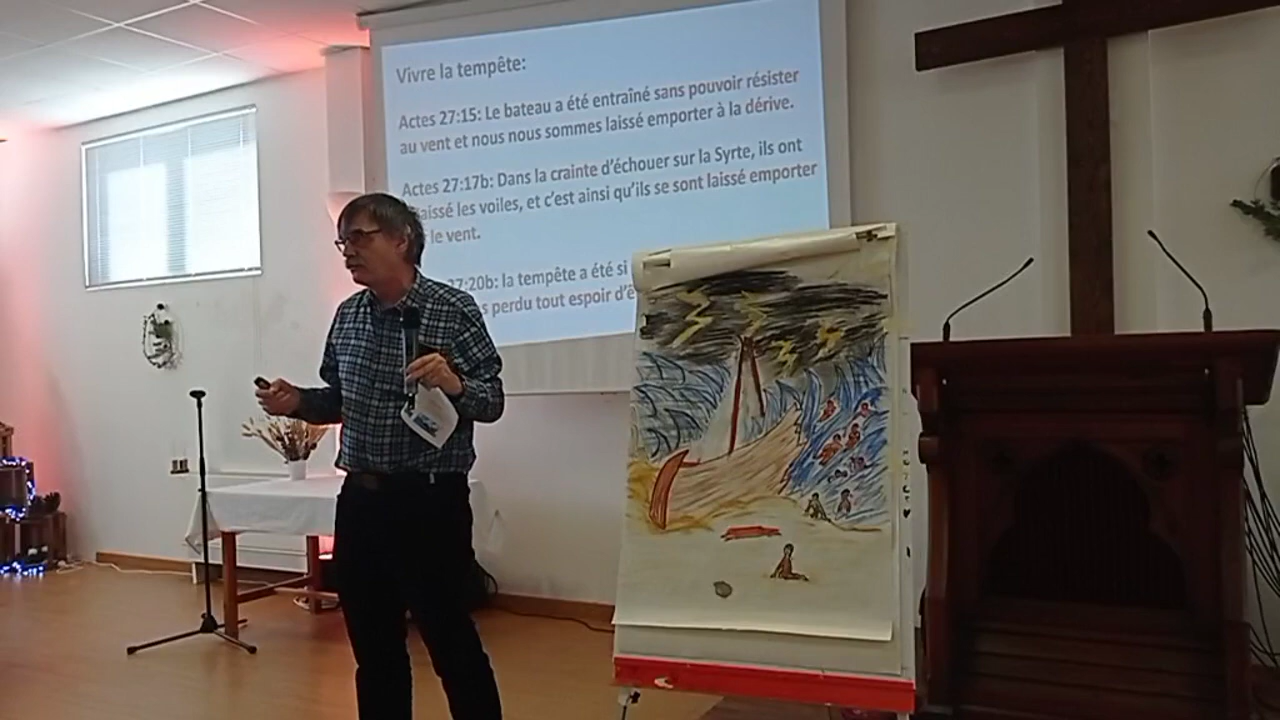 Vivre la tempête:
Actes 27:15: Le bateau a été entraîné sans pouvoir résister
au vent et nous nous sommes laissé emporter à la dérive.
Actes 27:17b: Dans la crainte d'échouer sur la Syrte, ils ont
les voiles, et c'est ainsi qu'ils se sont laissé emporter
le vent.
27:20b: la tempête a été si
perdu tout espoir